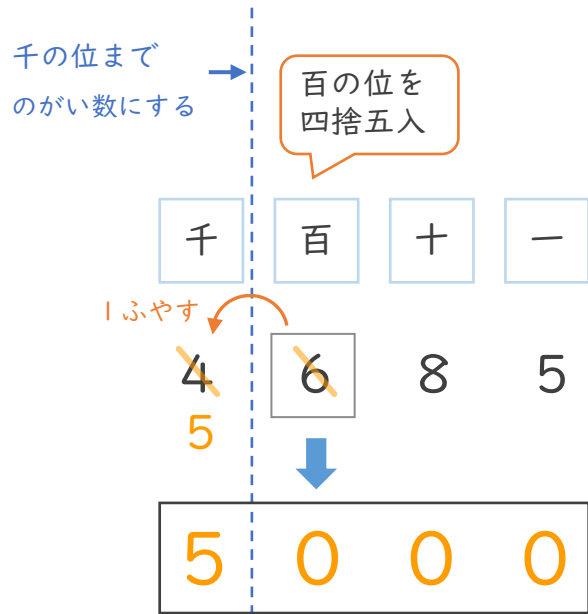 千の位まで
のがい数にする
百の位を
四捨五入
千 百 十 一
1ふやす
4 6 8 5
5
5 0 0 0